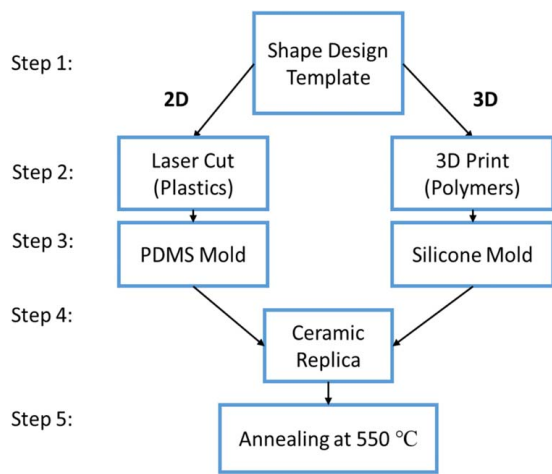 Step 1:
Shape Design
Template
2D
3D
Step 2:
Laser Cut
(Plastics)
3D Print
(Polymers)
Step 3:
PDMS Mold
Silicone Mold
Step 4:
Ceramic
Replica
Step 5:
Annealing at 550 ℃